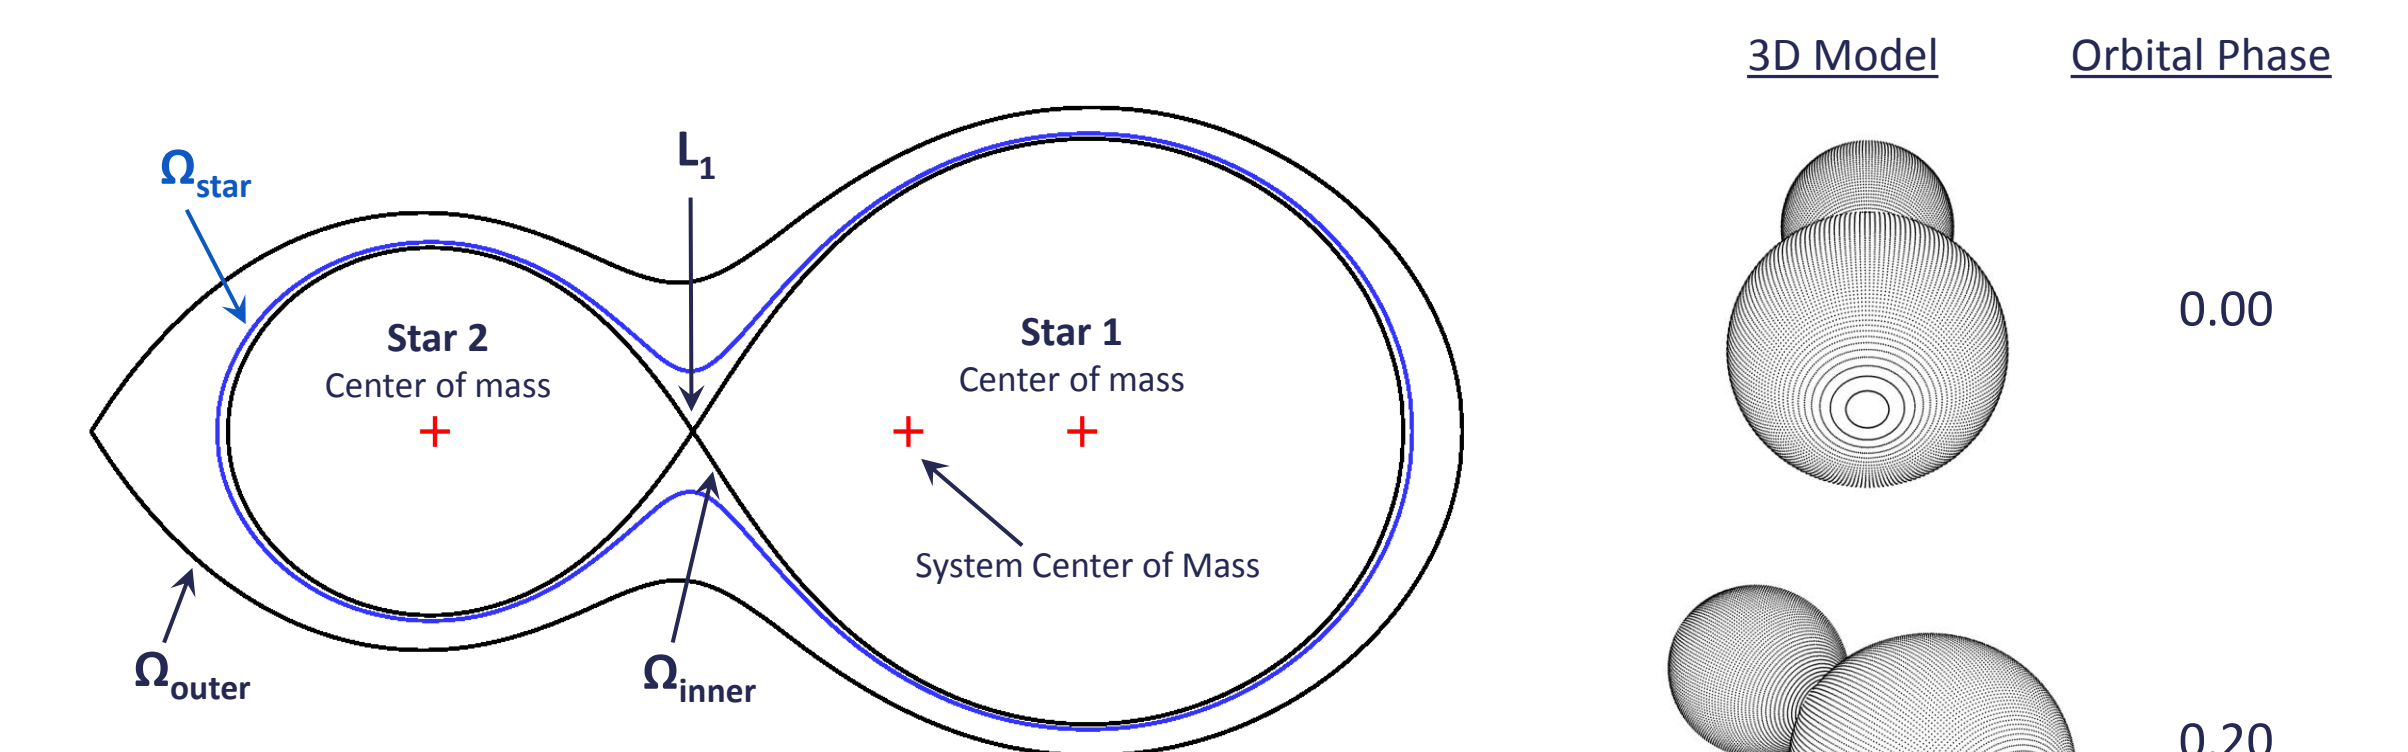 3D Model
Orbital Phase
L1
Ωstar
Star 2
Center of mass
Star 1
Center of mass
0.00
System Center of Mass
Ωouter
Ωinner
0.20